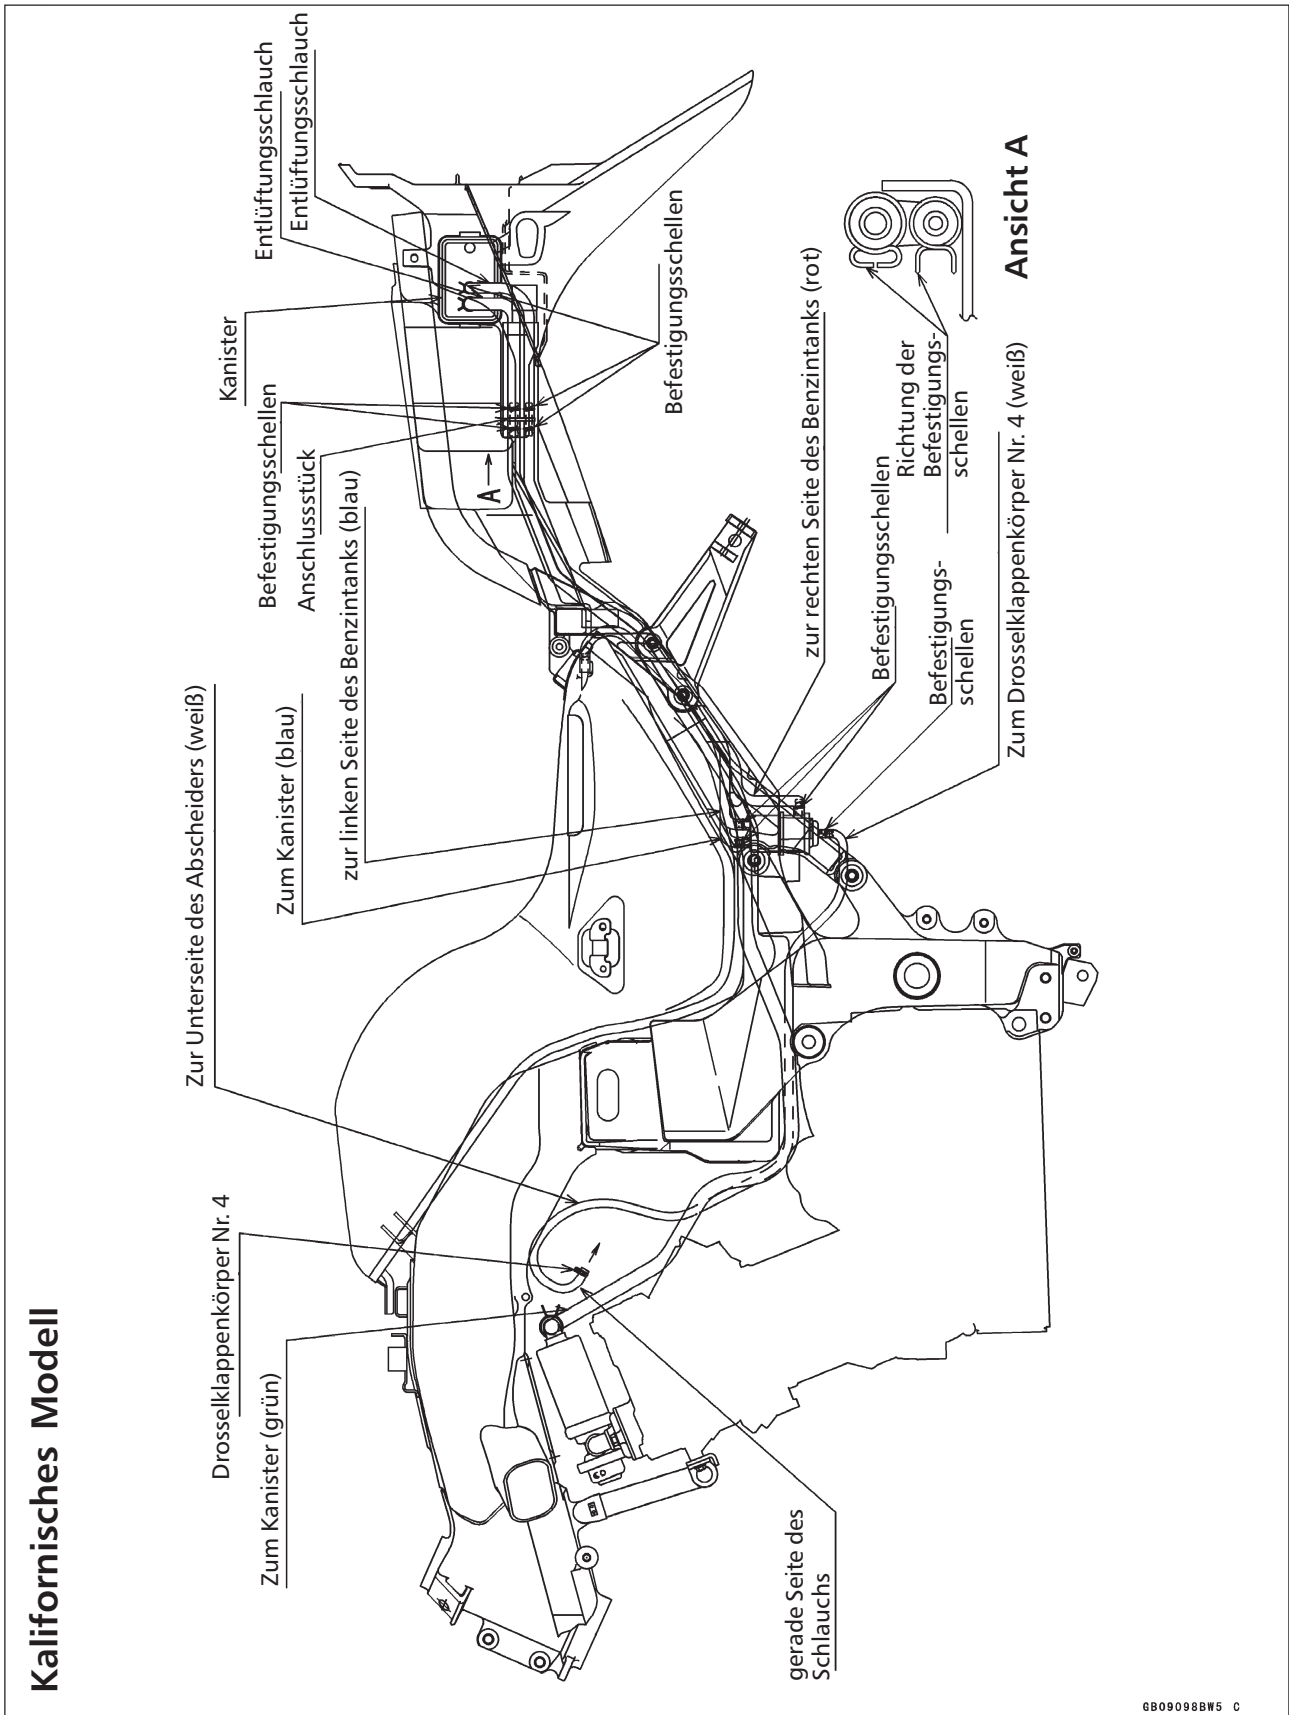 Kalifornisches Modell
Drosselklappenkörper Nr. 4
Zum Kanister (grün)
Zur Unterseite des Abscheiders (weiß)
Zum Kanister (blau)
zur linken Seite des Benzintanks (blau)
Kanister
Befestigungsschellen
Anschlussstück
Entlüftungsschlauch
Entlüftungsschlauch
A
Befestigungsschellen
zur rechten Seite des Benzintanks (rot)
Befestigungsschellen
Richtung der
Befestigungs-
schellen
Befestigungs-
schellen
Zum Drosselklappenkörper Nr. 4 (weiß)
Ansicht A
gerade Seite des
Schlauchs
GB09098BW5 C